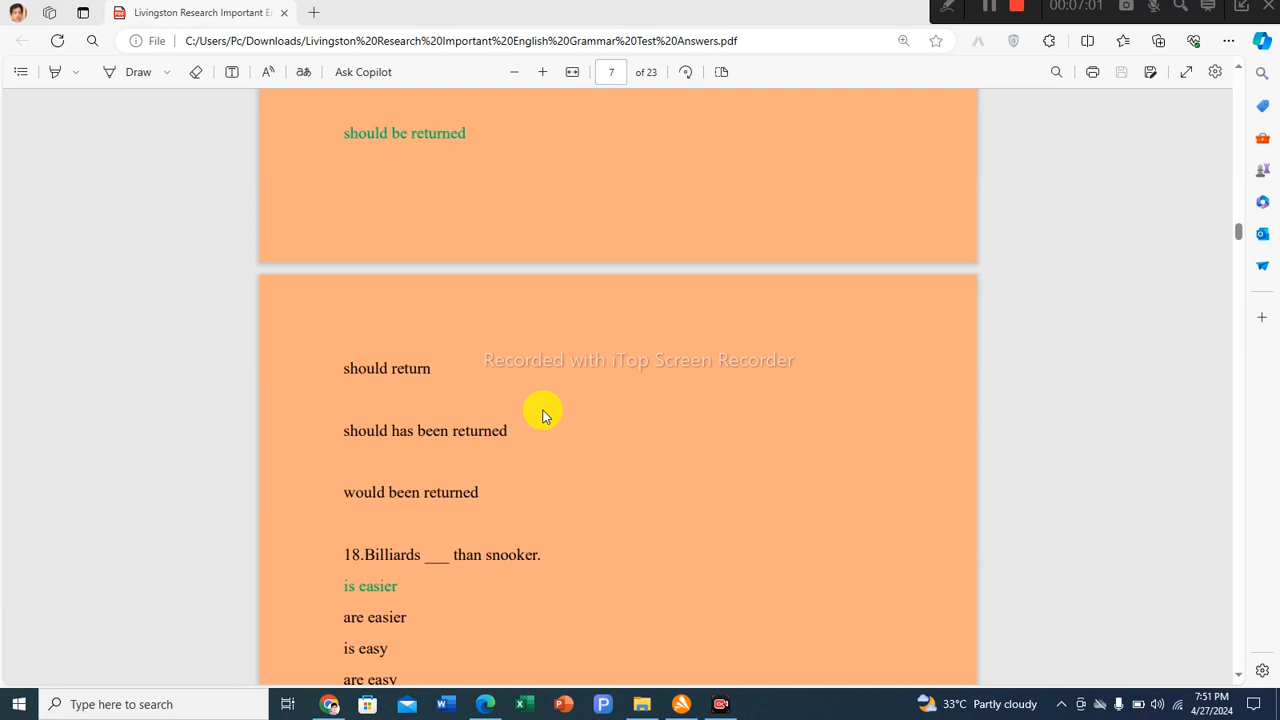 Livingston Research Important E
00:07:01
File
C:/Users/Pc/Downloads/Livingston%20Research%20Important%20English%20Grammar%20Test%20Answers.pdf
Draw
Ask Copilot
7
of 23
should be returned
should return
Recorded with iTop Screen Recorder
should has been returned
would been returned
18.Billiards ___ than snooker.
is easier
are easier
is easy
are easy
Type here to search
33°C Partly cloudy
7:51 PM
4/27/2024